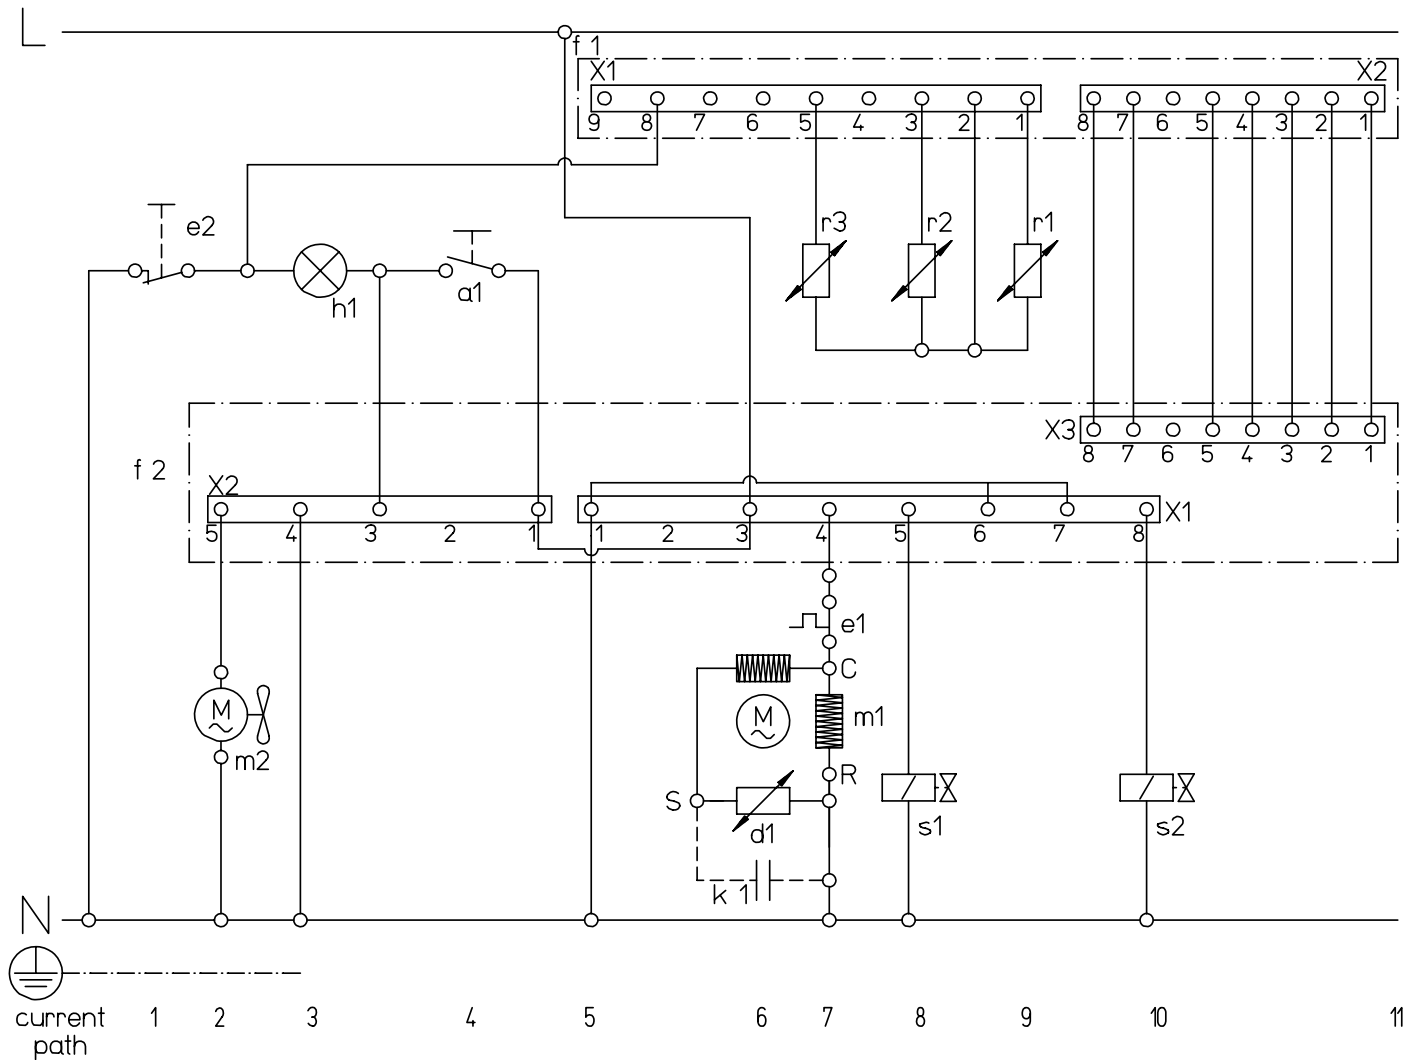 L
f 1
X1 X2
9 8 7 6 5 4 3 2 1 8 7 6 5 4 3 2 1
e2 r3 r2 r1
h1 a1
X3
8 7 6 5 4 3 2 1
f 2
X2 X1
5 4 3 2 1 1 2 3 4 5 6 7 8
e1
C
M M m1
m2 R
S
d1 s1 s2
k 1
N
current 1 2 3 4 5 6 7 8 9 10 11
path